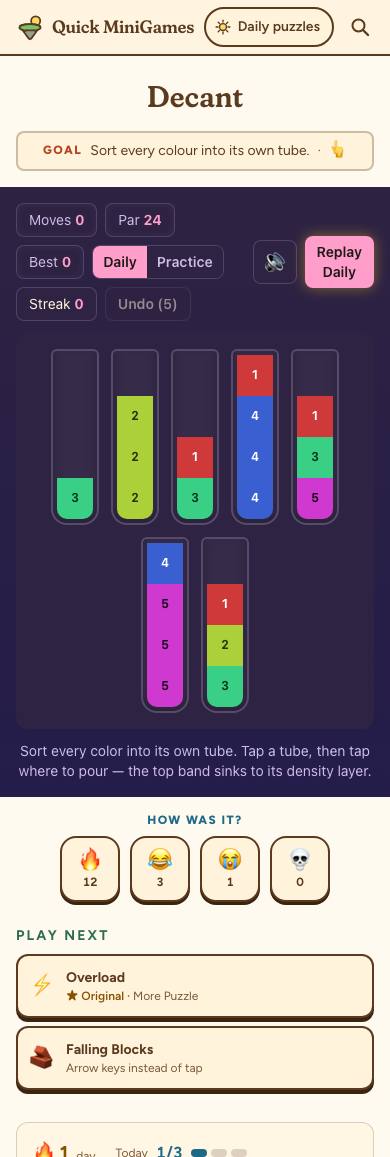 Quick MiniGames
Daily puzzles
Decant
GOAL Sort every colour into its own tube. ·
Moves 0
Par 24
Best 0
Daily
Practice
Streak 0
Undo (5)
Replay
Daily
1
2
4
1
2
1
4
3
3
2
3
4
5
4
5
1
5
2
5
3
Sort every color into its own tube. Tap a tube, then tap
where to pour — the top band sinks to its density layer.
HOW WAS IT?
12
3
1
0
PLAY NEXT
Overload
★ Original · More Puzzle
Falling Blocks
Arrow keys instead of tap
1 day
Today 1/3